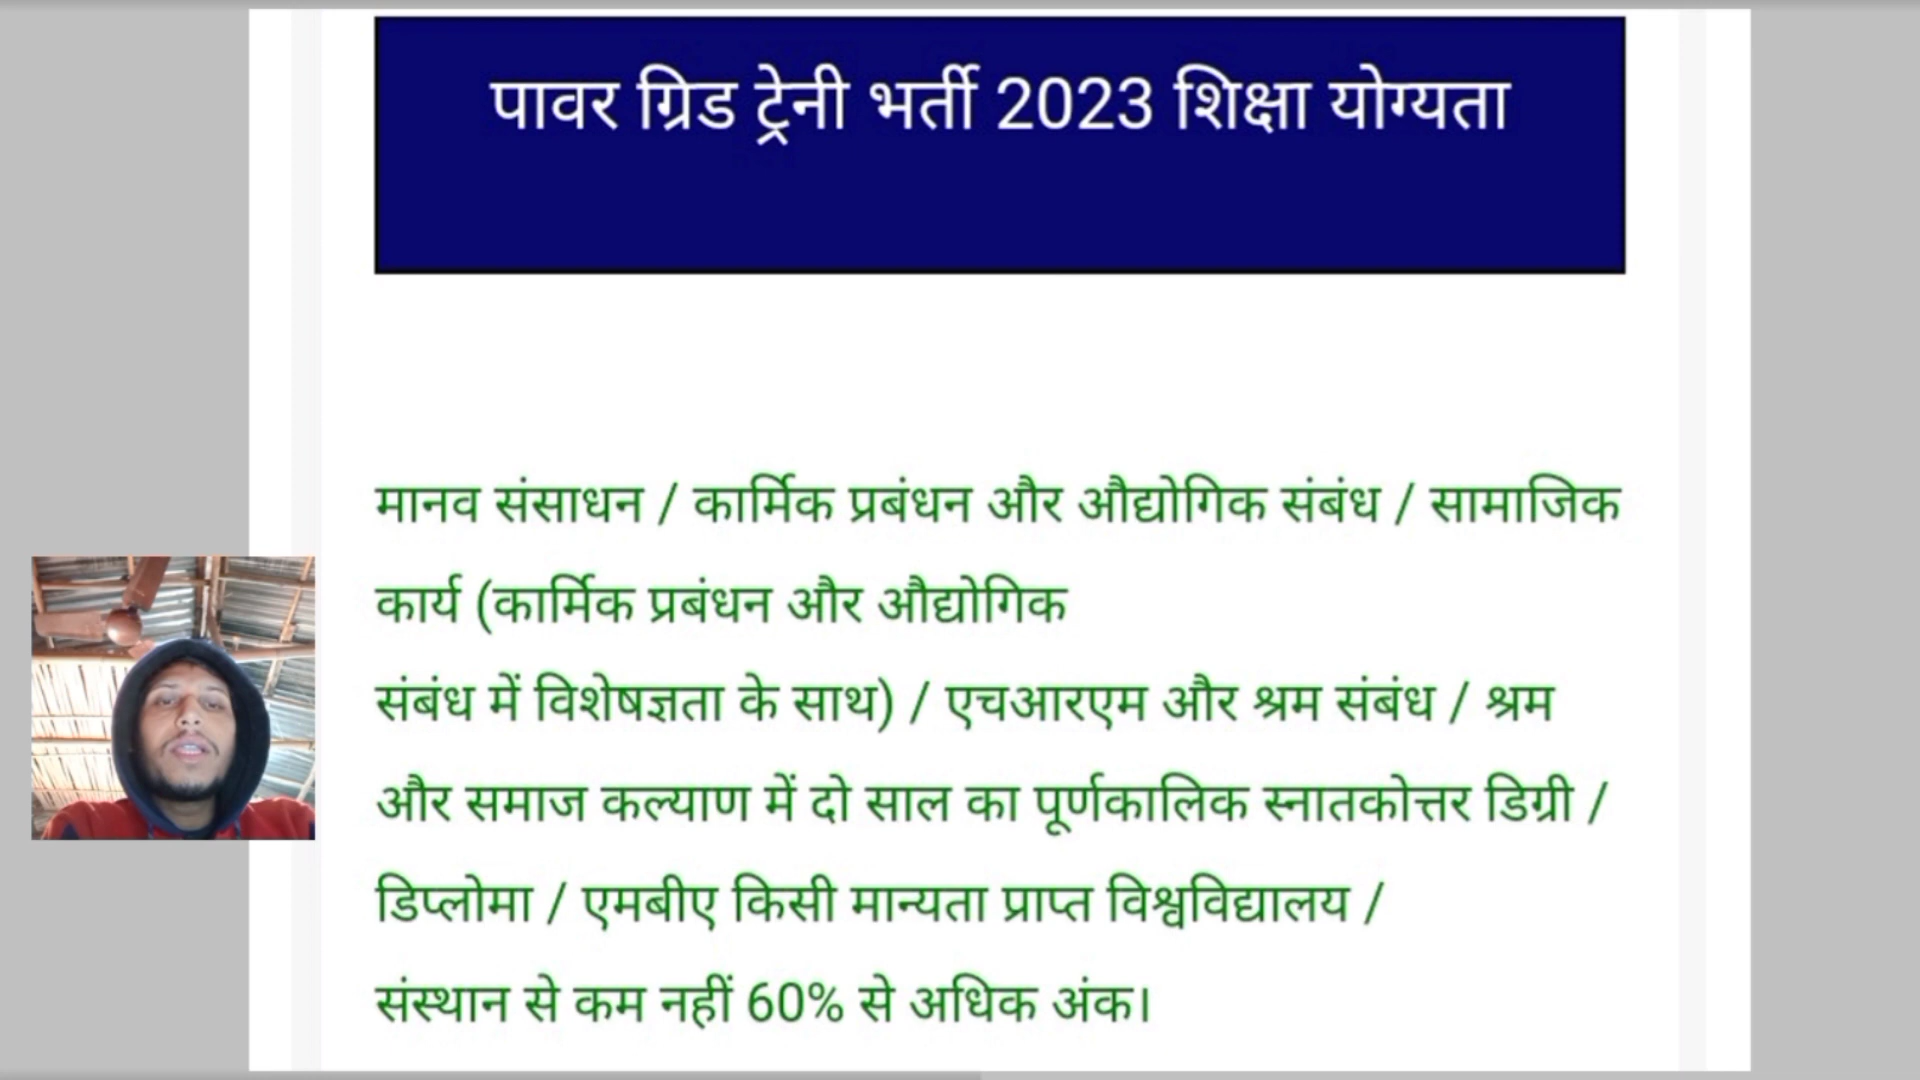 पावर ग्रिड ट्रेनी भर्ती 2023 शिक्षा योग्यता
मानव संसाधन / कार्मिक प्रबंधन और औद्योगिक संबंध / सामाजिक
कार्य (कार्मिक प्रबंधन और औद्योगिक
संबंध में विशेषज्ञता के साथ) / एचआरएम और श्रम संबंध / श्रम
और समाज कल्याण में दो साल का पूर्णकालिक स्नातकोत्तर डिग्री /
डिप्लोमा / एमबीए किसी मान्यता प्राप्त विश्वविद्यालय /
संस्थान से कम नहीं 60% से अधिक अंक।